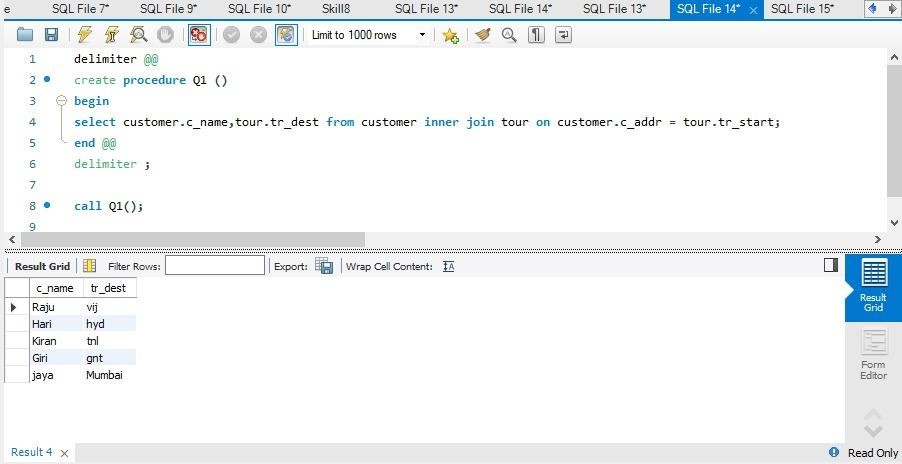 e SQL File 7* SQL File 9* SQL File 10* Skill8 SQL File 13* SQL File 14* SQL File 13* SQL File 14* × SQL File 15*
Limit to 1000 rows
1 delimiter @@
2 create procedure Q1 ()
3 begin
4 select customer.c_name,tour.tr_dest from customer inner join tour on customer.c_addr = tour.tr_start;
5 end @@
6 delimiter ;
7
8 call Q1();
9
Result Grid Filter Rows: Export: Wrap Cell Content: IA
c_name tr_dest
Raju vij
Hari hyd
Kiran tnl
Giri gnt
jaya Mumbai
Result
Grid
Form
Editor
Result 4 × Read Only